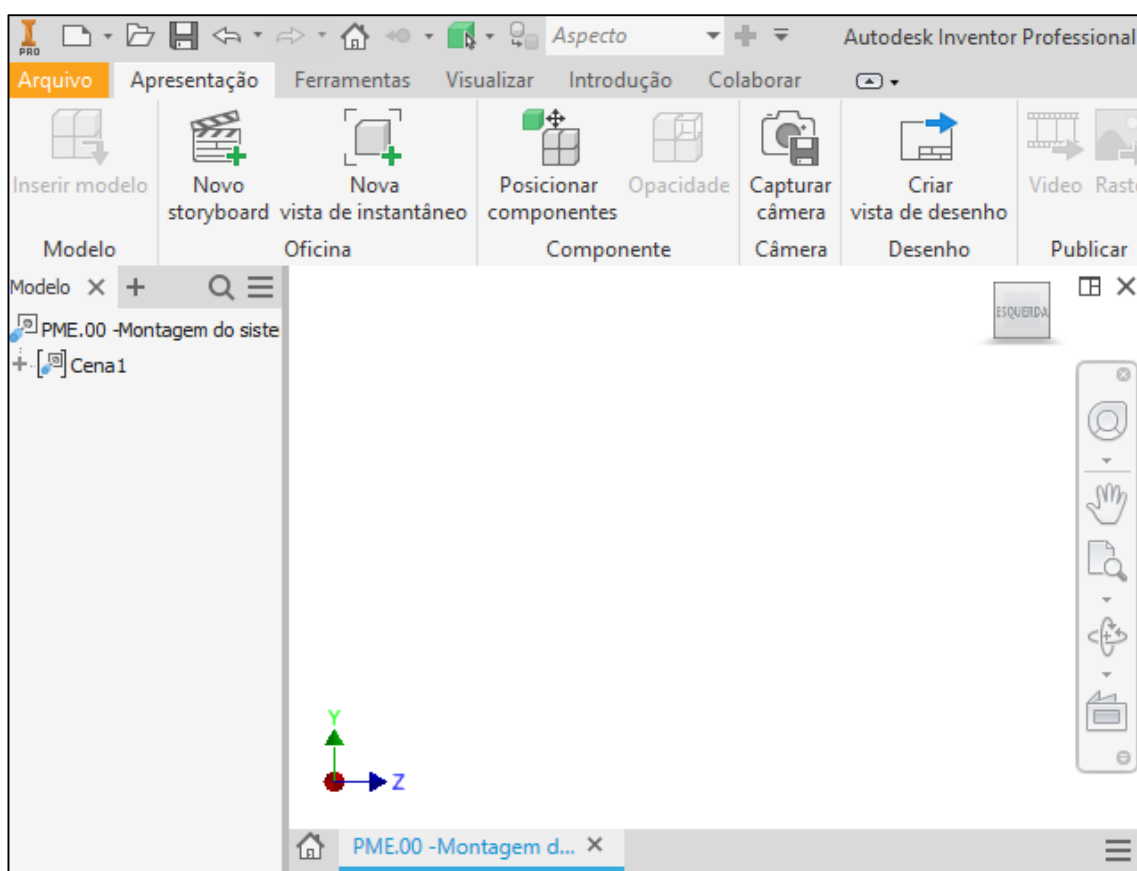 PRO
Aspecto
Autodesk Inventor Professional
Arquivo Apresentação Ferramentas Visualizar Introdução Colaborar
Inserir modelo
Novo storyboard
Nova vista de instantâneo
Posicionar componentes
Opacidade
Capturar câmera
Criar vista de desenho
Video
Modelo Oficina Componente Câmera Desenho Publicar
Modelo
PME.00 -Montagem do siste
Cena1
ESQUERDA
Y
Z
PME.00 -Montagem d...